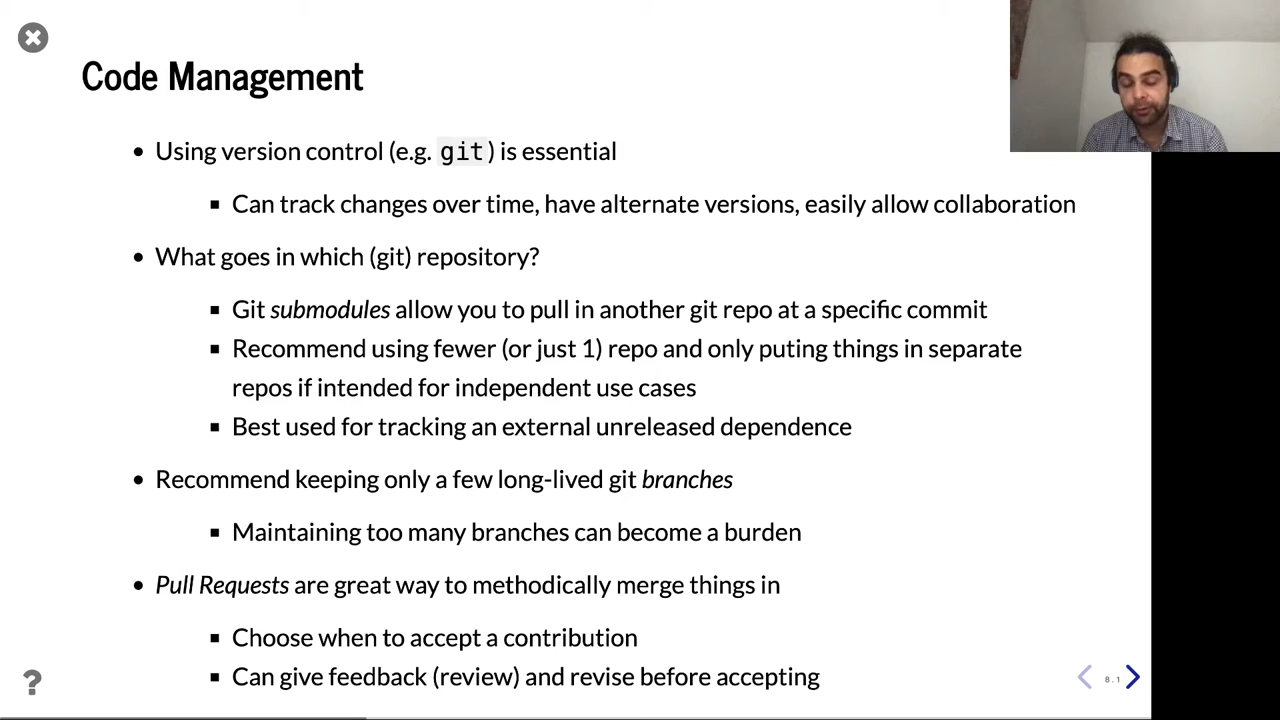 Code Management
• Using version control (e.g. git) is essential
▪ Can track changes over time, have alternate versions, easily allow collaboration
• What goes in which (git) repository?
▪ Git submodules allow you to pull in another git repo at a specific commit
▪ Recommend using fewer (or just 1) repo and only puting things in separate
repos if intended for independent use cases
▪ Best used for tracking an external unreleased dependence
• Recommend keeping only a few long-lived git branches
▪ Maintaining too many branches can become a burden
• Pull Requests are great way to methodically merge things in
▪ Choose when to accept a contribution
▪ Can give feedback (review) and revise before accepting
?
8.1